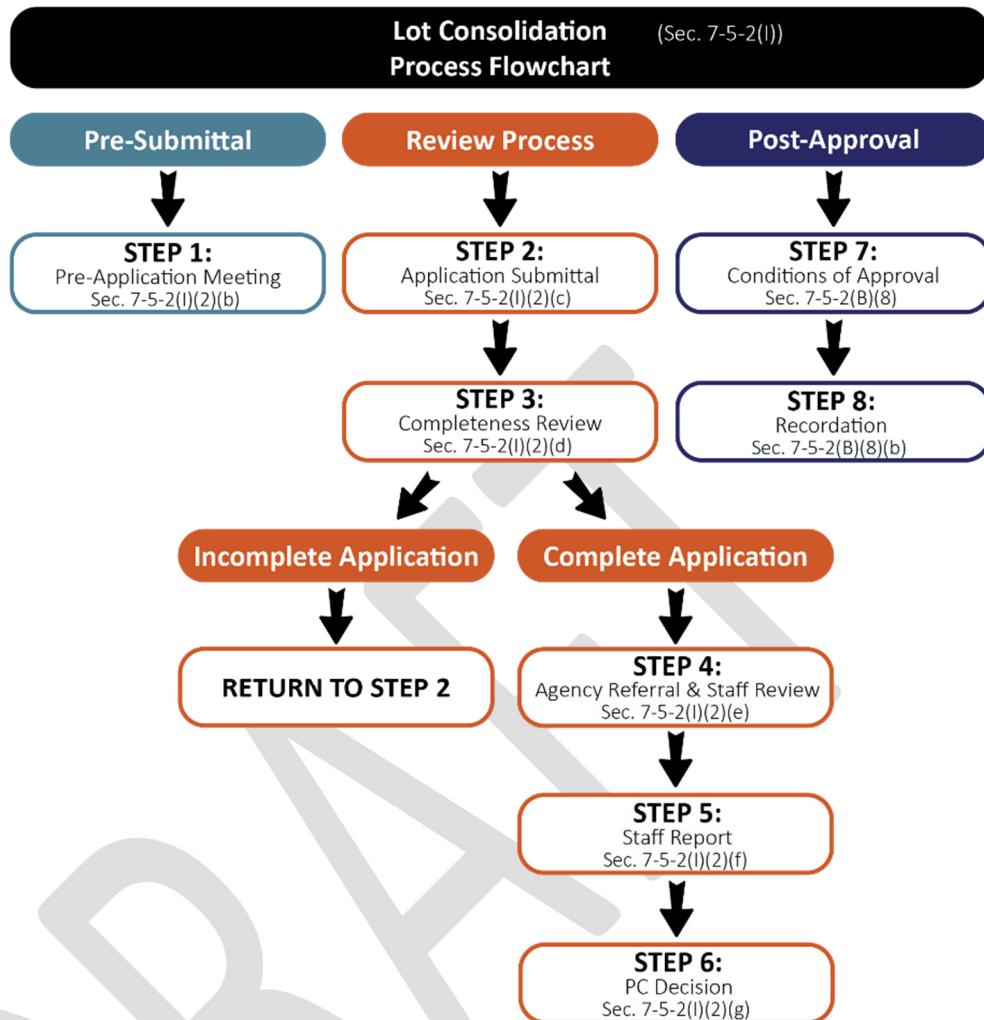 Lot Consolidation (Sec. 7-5-2(I))
Process Flowchart
Pre-Submittal
Review Process
Post-Approval
STEP 1:
Pre-Application Meeting
Sec. 7-5-2(I)(2)(b)
STEP 2:
Application Submittal
Sec. 7-5-2(I)(2)(c)
STEP 7:
Conditions of Approval
Sec. 7-5-2(B)(8)
STEP 3:
Completeness Review
Sec. 7-5-2(I)(2)(d)
STEP 8:
Recordation
Sec. 7-5-2(B)(8)(b)
Incomplete Application
Complete Application
RETURN TO STEP 2
STEP 4:
Agency Referral & Staff Review
Sec. 7-5-2(I)(2)(e)
STEP 5:
Staff Report
Sec. 7-5-2(I)(2)(f)
STEP 6:
PC Decision
Sec. 7-5-2(I)(2)(g)
DRAFT